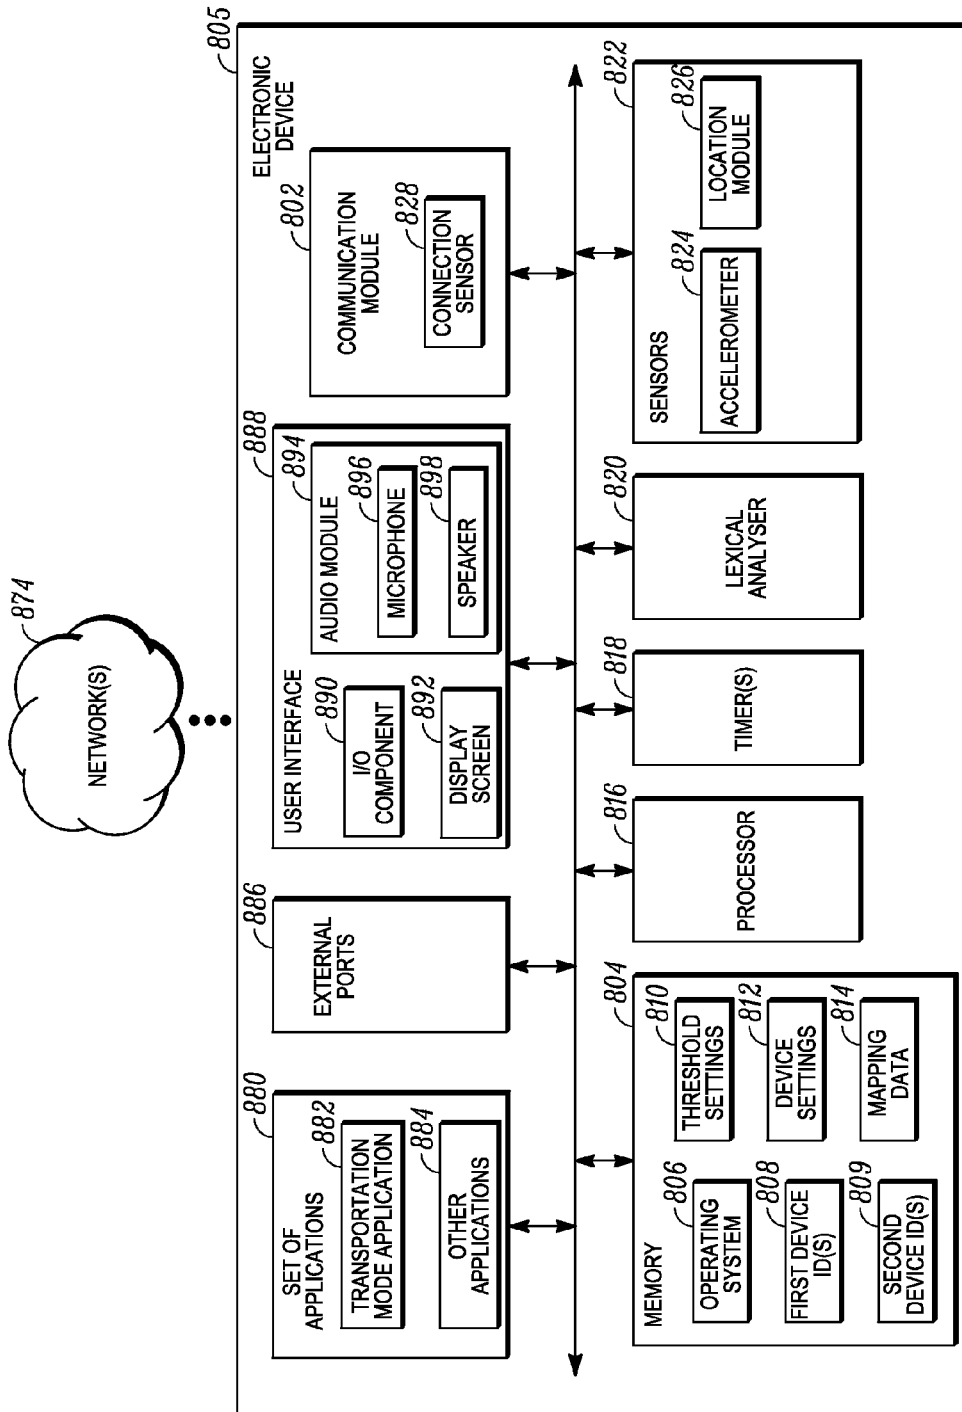 874
NETWORK(S)
805
ELECTRONIC
DEVICE
880
SET OF
APPLICATIONS
882
TRANSPORTATION
MODE APPLICATION
884
OTHER
APPLICATIONS
886
EXTERNAL
PORTS
888
USER INTERFACE
890
I/O
COMPONENT
892
DISPLAY
SCREEN
894
AUDIO MODULE
896
MICROPHONE
898
SPEAKER
802
COMMUNICATION
MODULE
828
CONNECTION
SENSOR
804
MEMORY
806
OPERATING
SYSTEM
808
FIRST DEVICE
ID(S)
809
SECOND
DEVICE ID(S)
810
THRESHOLD
SETTINGS
812
DEVICE
SETTINGS
814
MAPPING
DATA
816
PROCESSOR
818
TIMER(S)
820
LEXICAL
ANALYSER
822
SENSORS
824
ACCELEROMETER
826
LOCATION
MODULE